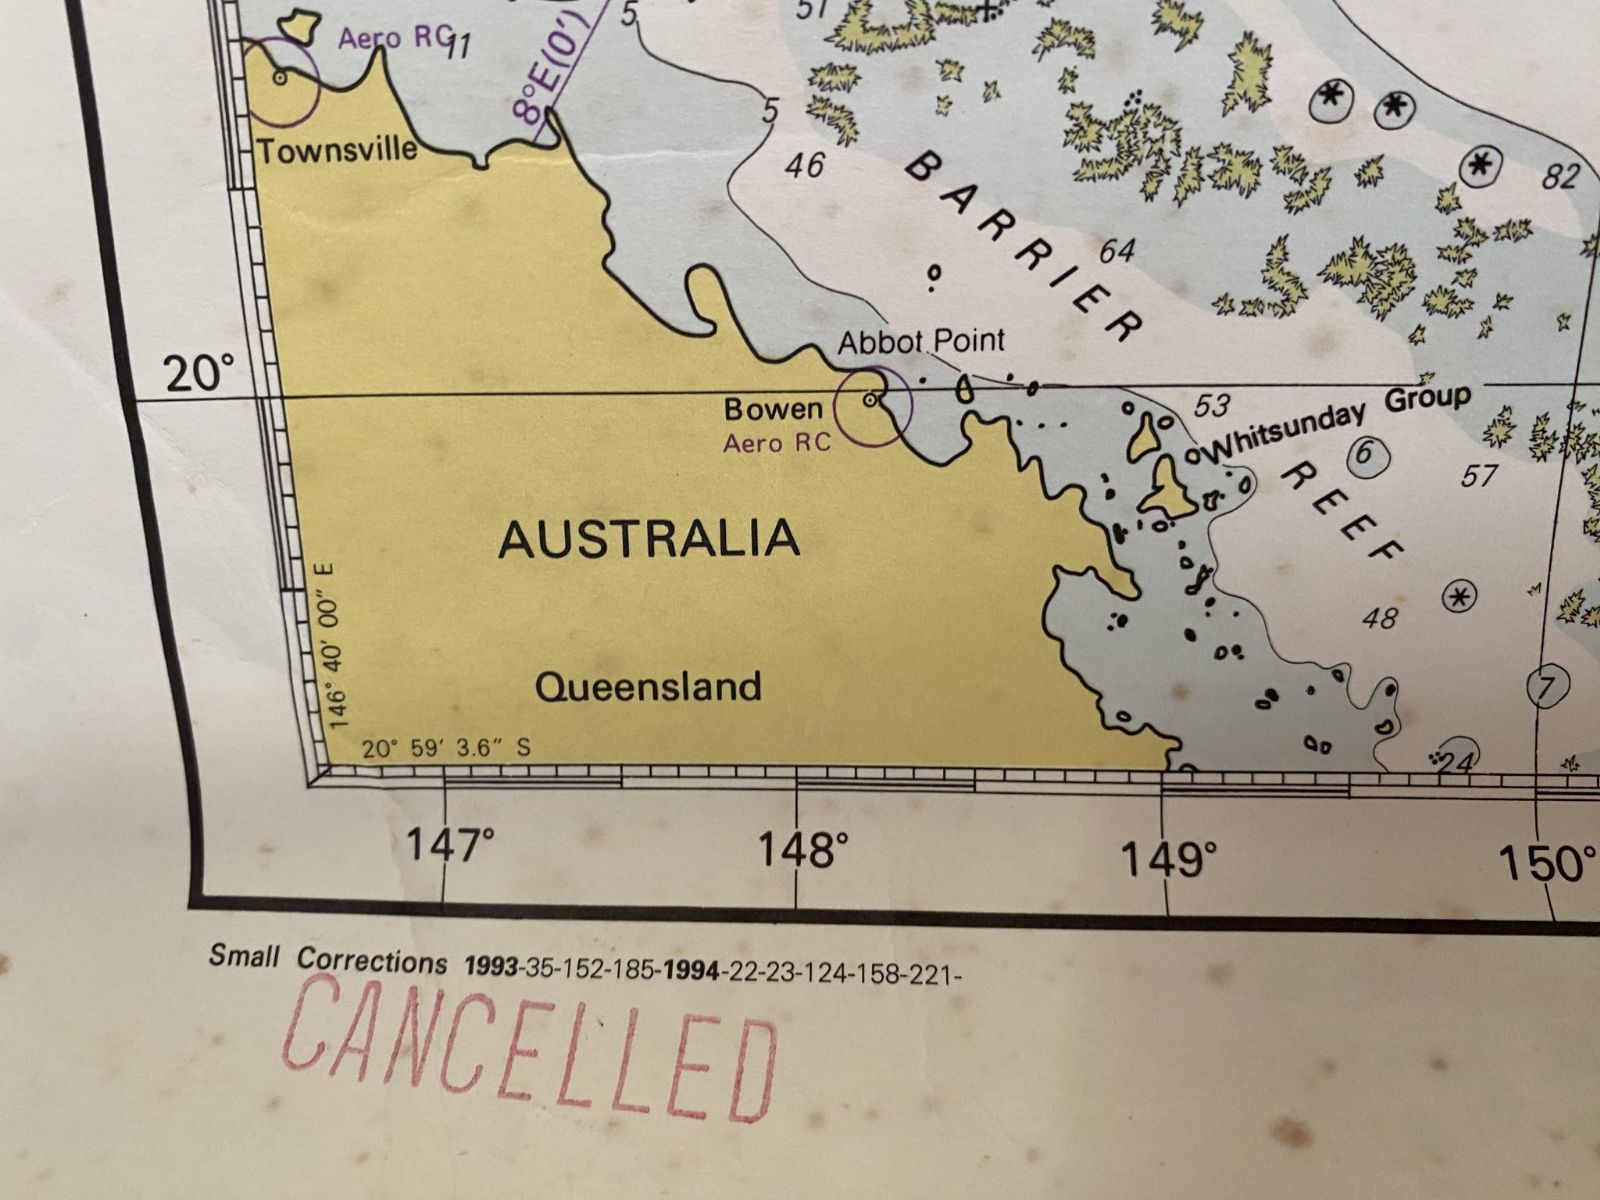 5
57
Aero RC
11
8°E(0')
5
Townsville
46
82
BARRIER
64
Abbot Point
20°
Bowen
Aero RC
53
Whitsunday Group
6
57
REEF
AUSTRALIA
48
Queensland
7
146° 40' 00" E
20° 59' 3.6" S
24
147°
148°
149°
150°
Small Corrections 1993-35-152-185-1994-22-23-124-158-221-
CANCELLED